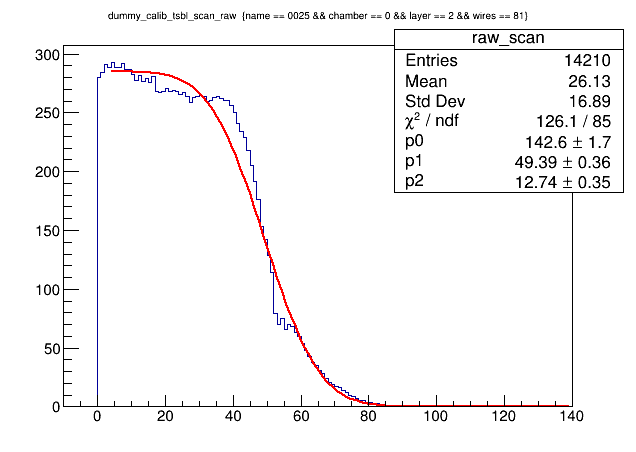 dummy_calib_tsbl_scan_raw {name == 0025 && chamber == 0 && layer == 2 && wires == 81}
raw_scan
Entries 14210
Mean 26.13
Std Dev 16.89
χ² / ndf 126.1 / 85
p0 142.6 ± 1.7
p1 49.39 ± 0.36
p2 12.74 ± 0.35
300
250
200
150
100
50
0
0 20 40 60 80 100 120 140